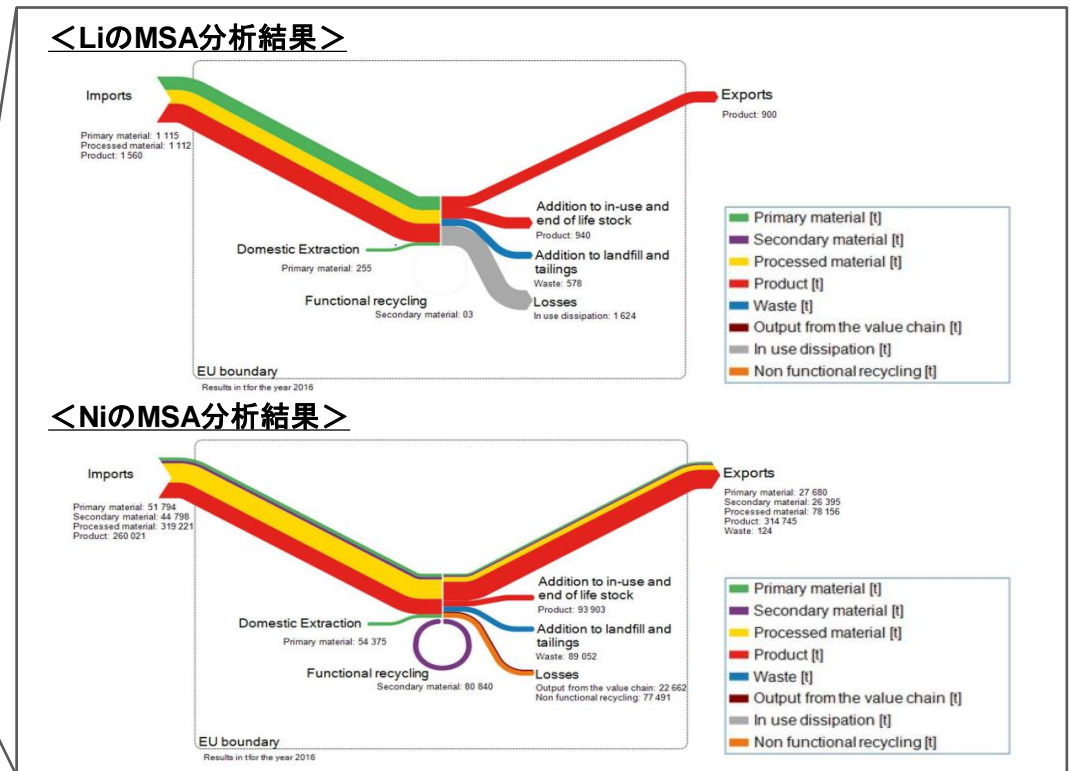 ＜LiのMSA分析結果＞
Imports
Primary material: 1 115
Processed material: 1 112
Product: 1 560
Exports
Product: 900
Addition to in-use and
end of life stock
Product: 940
Domestic Extraction
Primary material: 255
Addition to landfill and
tailings
Waste: 578
Functional recycling
Secondary material: 03
Losses
In use dissipation: 1 624
EU boundary
Results in t for the year 2016
Primary material [t]
Secondary material [t]
Processed material [t]
Product [t]
Waste [t]
Output from the value chain [t]
In use dissipation [t]
Non functional recycling [t]
＜NiのMSA分析結果＞
Imports
Primary material: 51 794
Secondary material: 44 798
Processed material: 319 221
Product: 260 021
Exports
Primary material: 27 680
Secondary material: 26 395
Processed material: 78 156
Product: 314 745
Waste: 124
Addition to in-use and
end of life stock
Product: 93 903
Domestic Extraction
Primary material: 54 375
Addition to landfill and
tailings
Waste: 89 052
Functional recycling
Secondary material: 80 840
Losses
Output from the value chain: 22 662
Non functional recycling: 77 491
EU boundary
Results in t for the year 2016
Primary material [t]
Secondary material [t]
Processed material [t]
Product [t]
Waste [t]
Output from the value chain [t]
In use dissipation [t]
Non functional recycling [t]